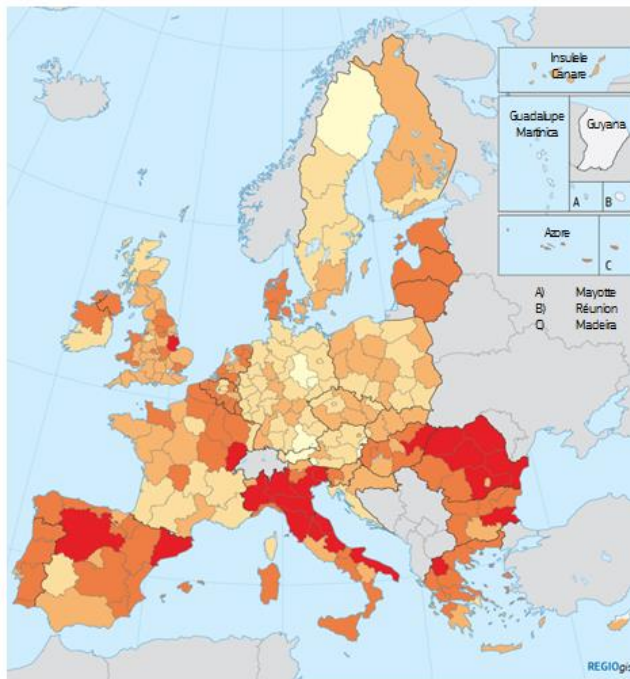 Insulele
Canare
Guadalupe
Martinica
Guyana
A
B
Azore
C
A) Mayotte
B) Réunion
C) Madeira
REGIOgis